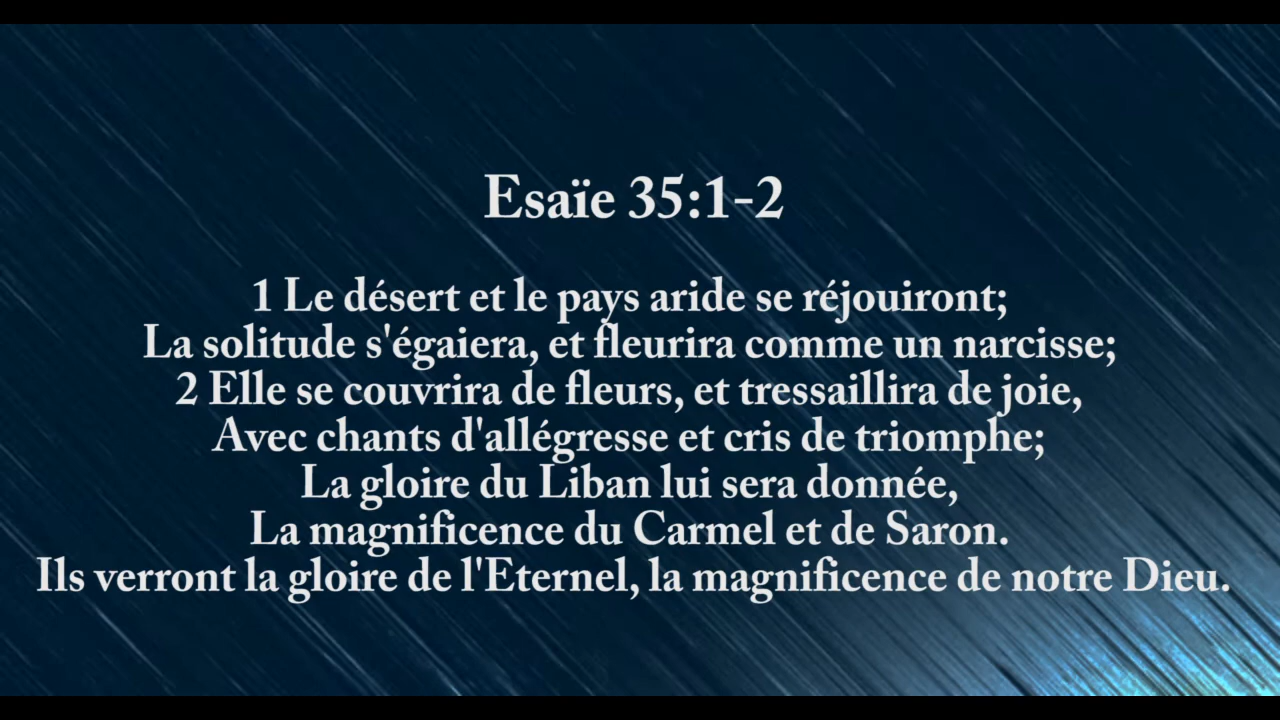 Esaïe 35:1-2
1 Le désert et le pays aride se réjouiront;
La solitude s'égaiera, et fleurira comme un narcisse;
2 Elle se couvrira de fleurs, et tressaillira de joie,
Avec chants d'allégresse et cris de triomphe;
La gloire du Liban lui sera donnée,
La magnificence du Carmel et de Saron.
Ils verront la gloire de l'Eternel, la magnificence de notre Dieu.